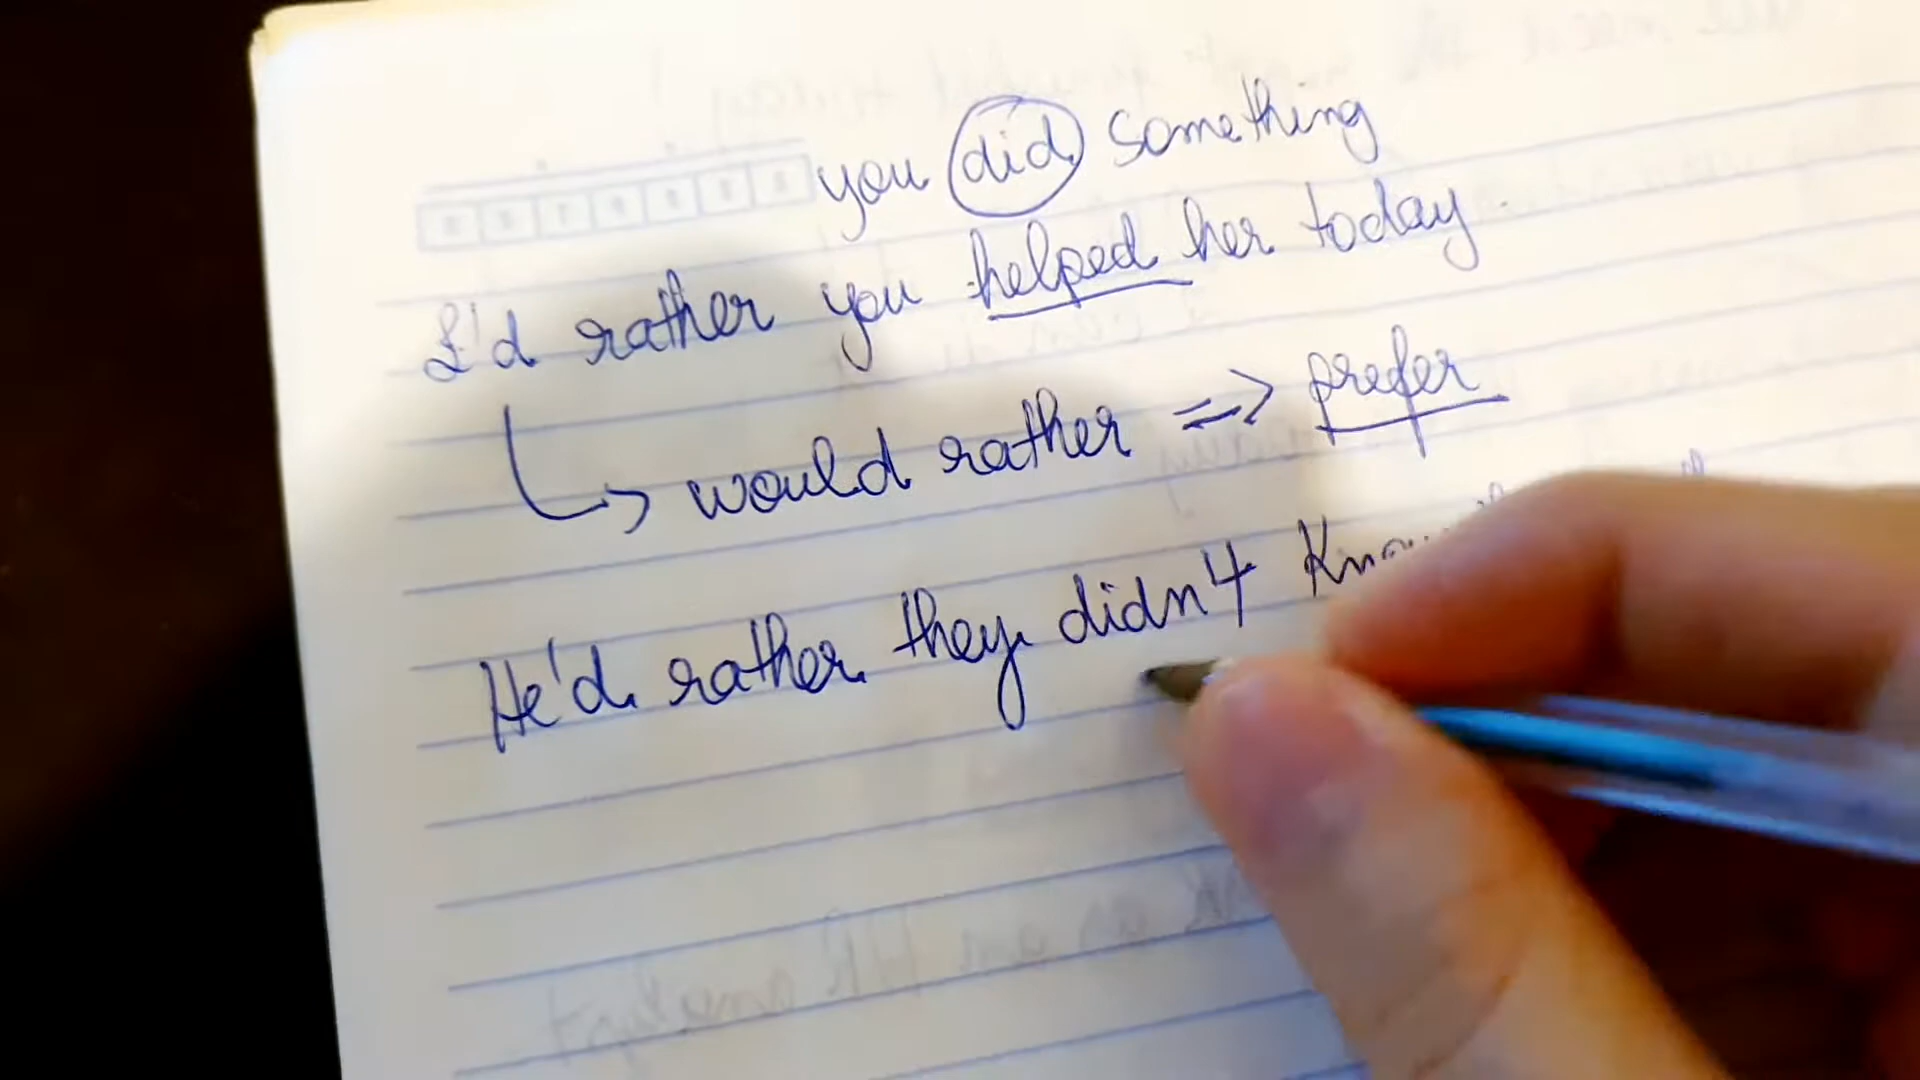 you did something
I'd rather you helped her today.
would rather => prefer
He'd rather they didn't